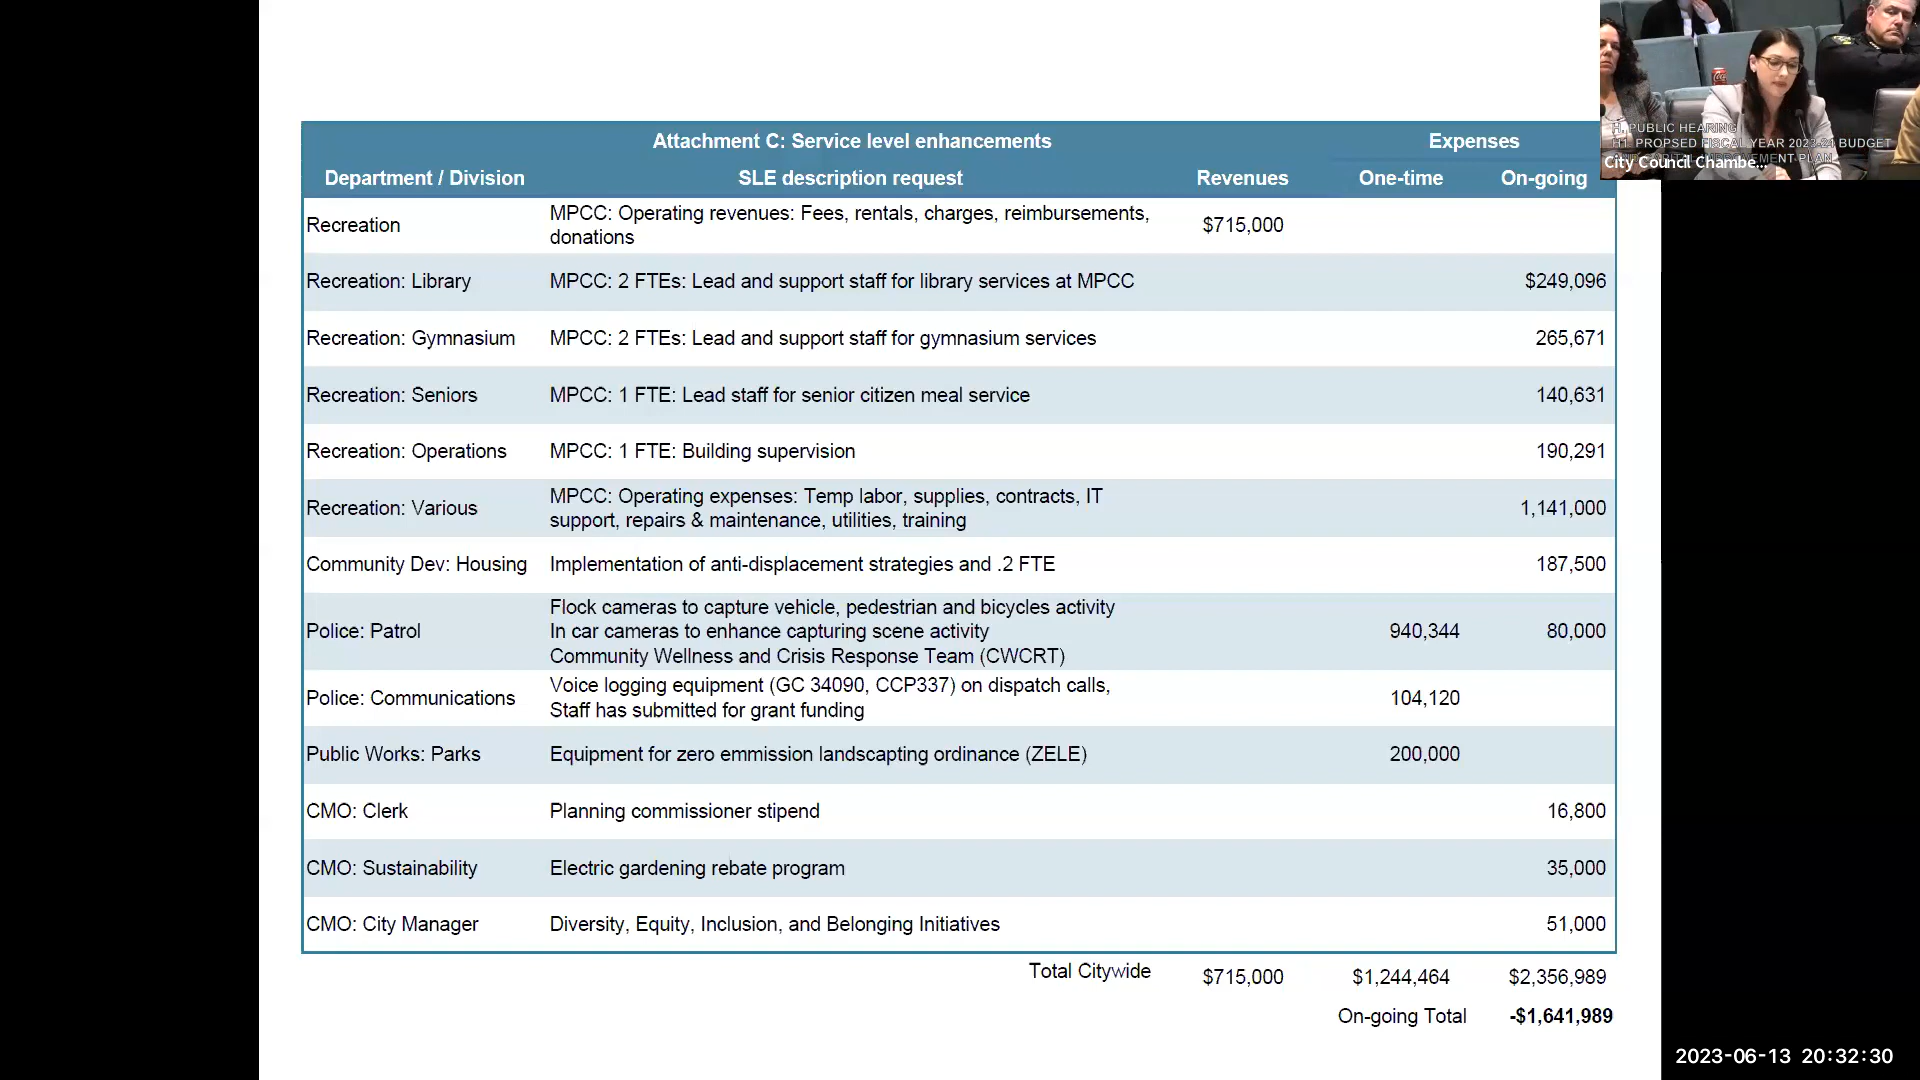 Attachment C: Service level enhancements Expenses
Department / Division SLE description request Revenues One-time On-going
Recreation MPCC: Operating revenues: Fees, rentals, charges, reimbursements,
donations $715,000
Recreation: Library MPCC: 2 FTEs: Lead and support staff for library services at MPCC $249,096
Recreation: Gymnasium MPCC: 2 FTEs: Lead and support staff for gymnasium services 265,671
Recreation: Seniors MPCC: 1 FTE: Lead staff for senior citizen meal service 140,631
Recreation: Operations MPCC: 1 FTE: Building supervision 190,291
Recreation: Various MPCC: Operating expenses: Temp labor, supplies, contracts, IT
support, repairs & maintenance, utilities, training 1,141,000
Community Dev: Housing Implementation of anti-displacement strategies and .2 FTE 187,500
Flock cameras to capture vehicle, pedestrian and bicycles activity
Police: Patrol In car cameras to enhance capturing scene activity 940,344 80,000
Community Wellness and Crisis Response Team (CWCRT)
Police: Communications Voice logging equipment (GC 34090, CCP337) on dispatch calls,
Staff has submitted for grant funding 104,120
Public Works: Parks Equipment for zero emmission landscapting ordinance (ZELE) 200,000
CMO: Clerk Planning commissioner stipend 16,800
CMO: Sustainability Electric gardening rebate program 35,000
CMO: City Manager Diversity, Equity, Inclusion, and Belonging Initiatives 51,000
Total Citywide $715,000 $1,244,464 $2,356,989
On-going Total -$1,641,989
H. PUBLIC HEARING
H1. PROPSED FISCAL YEAR 2023-24 BUDGET
City Council Chambe...
2023-06-13 20:32:30